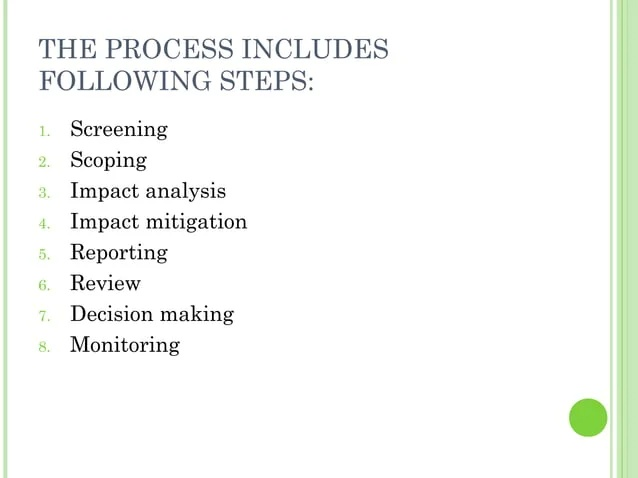 THE PROCESS INCLUDES
FOLLOWING STEPS:
1. Screening
2. Scoping
3. Impact analysis
4. Impact mitigation
5. Reporting
6. Review
7. Decision making
8. Monitoring